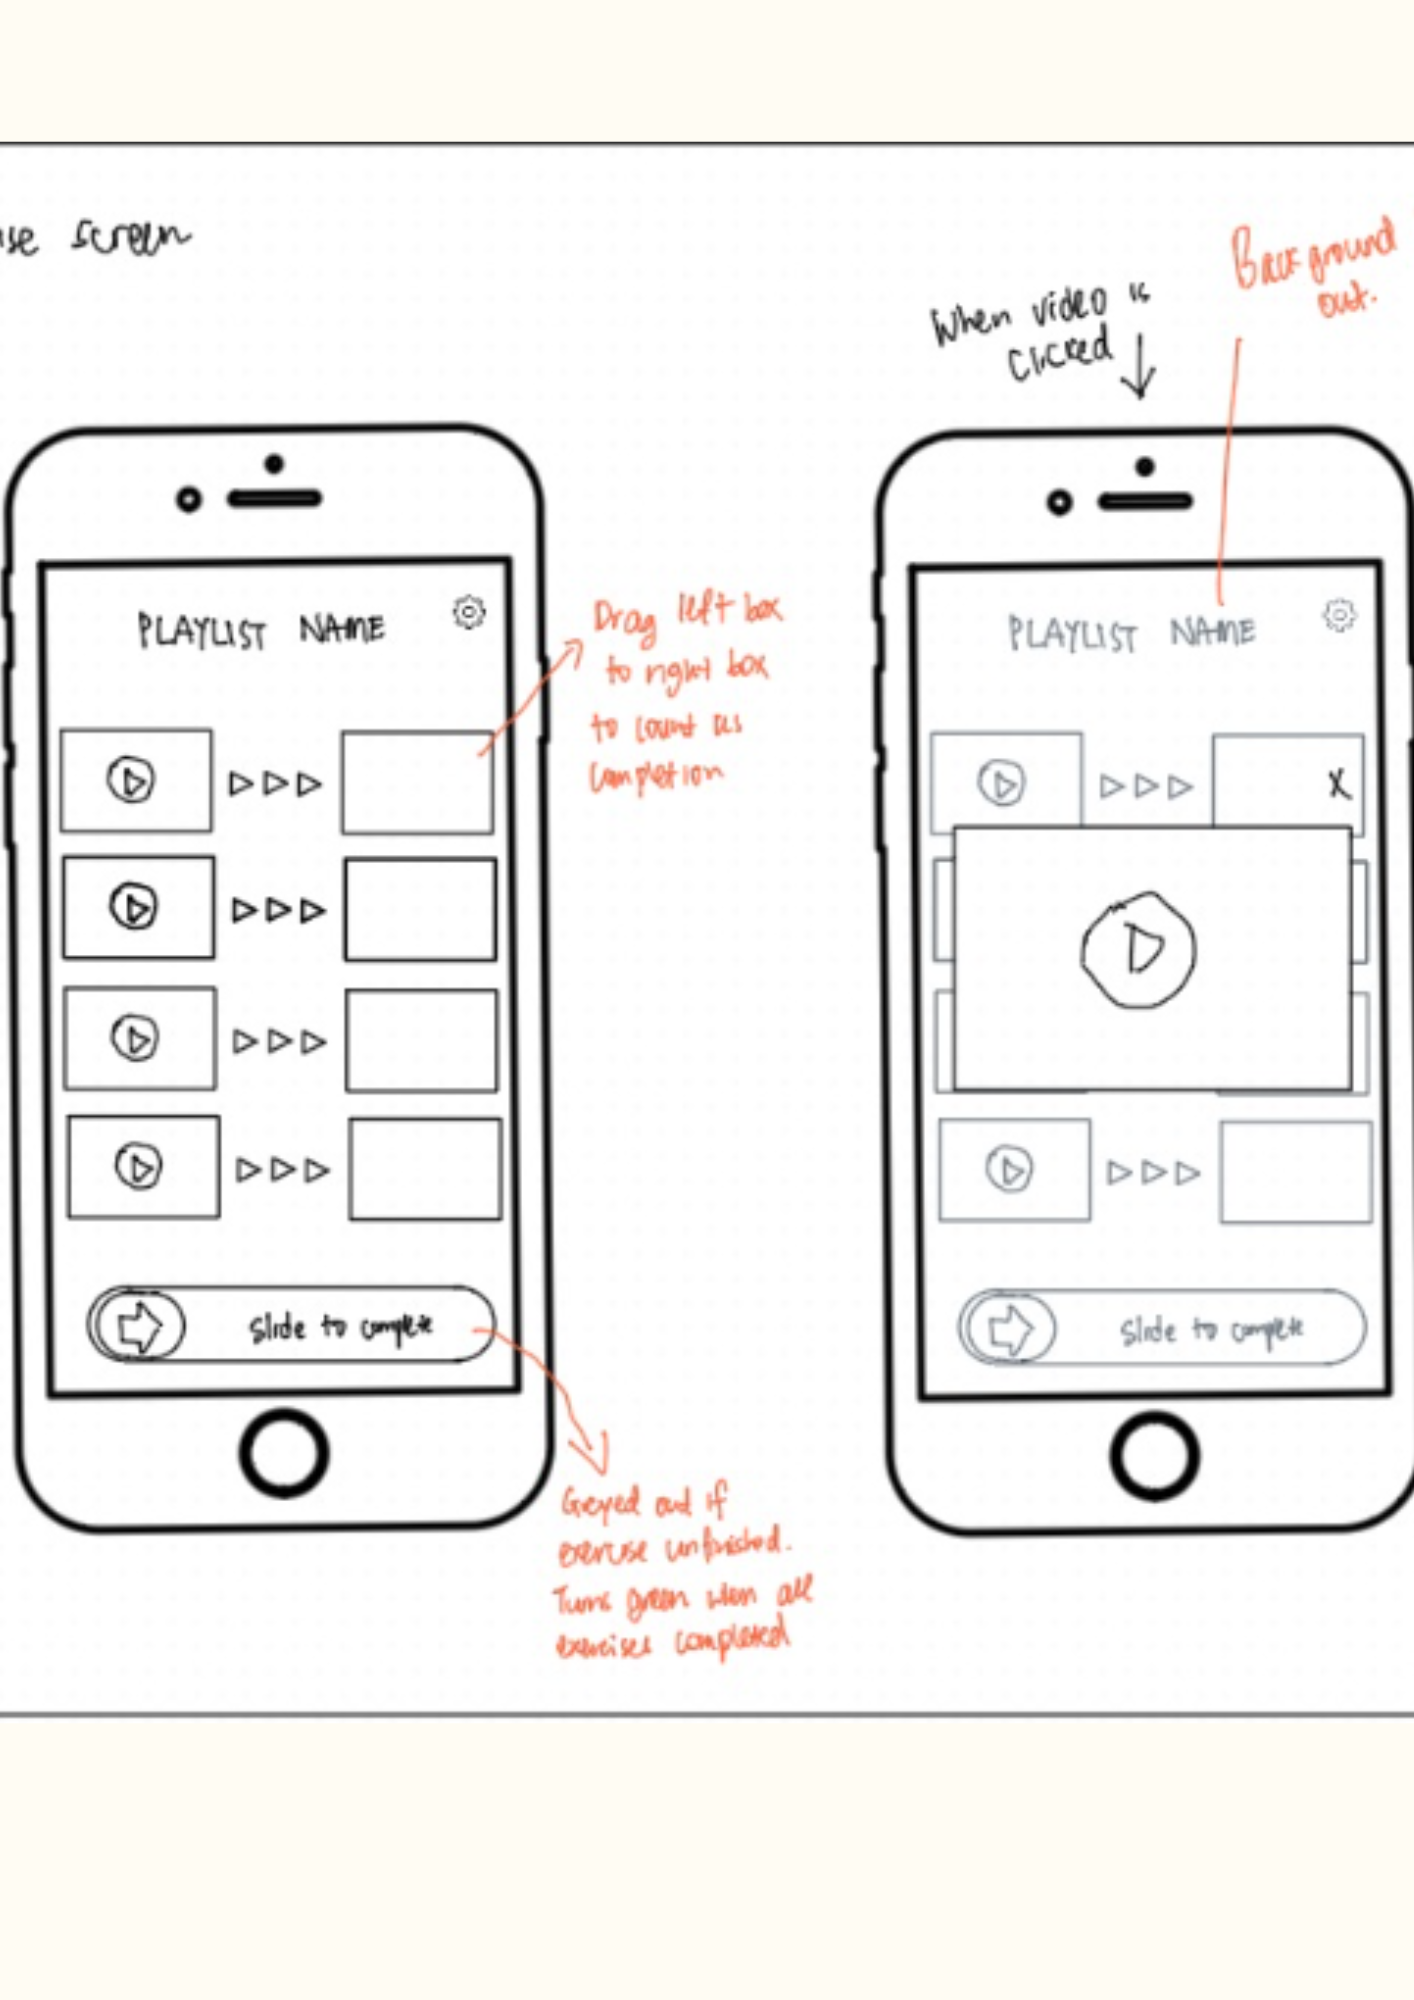 se screen
When video is
clicked
Background
out.
PLAYLIST NAME
Drag left box
to right box
to count as
completion
Slide to complete
Greyed out if
exercise unfinished.
Turns green when all
exercises completed
PLAYLIST NAME
X
Slide to complete